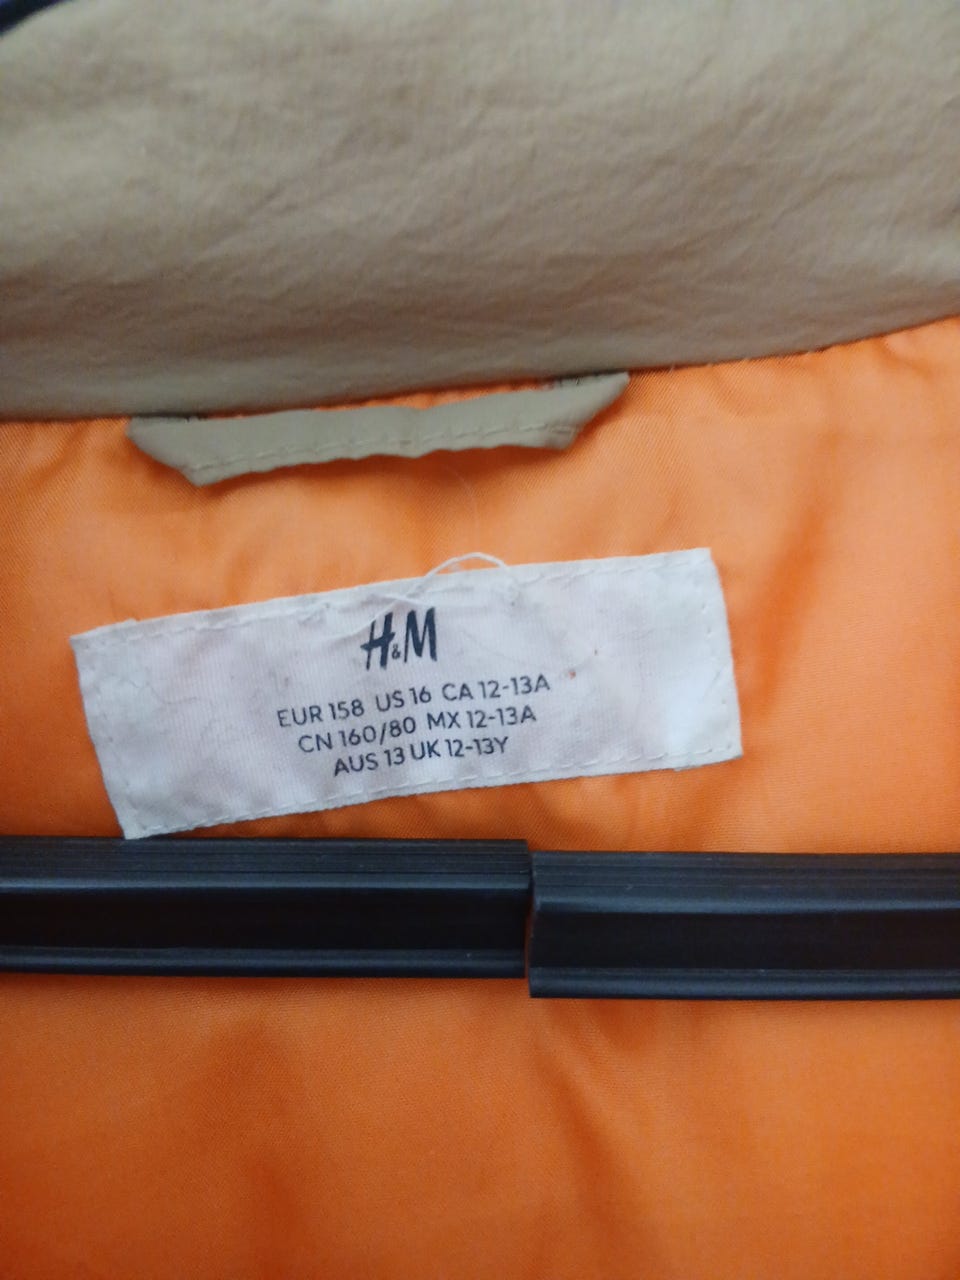 H&M
EUR 158 US 16 CA 12-13A
CN 160/80 MX 12-13A
AUS 13 UK 12-13Y